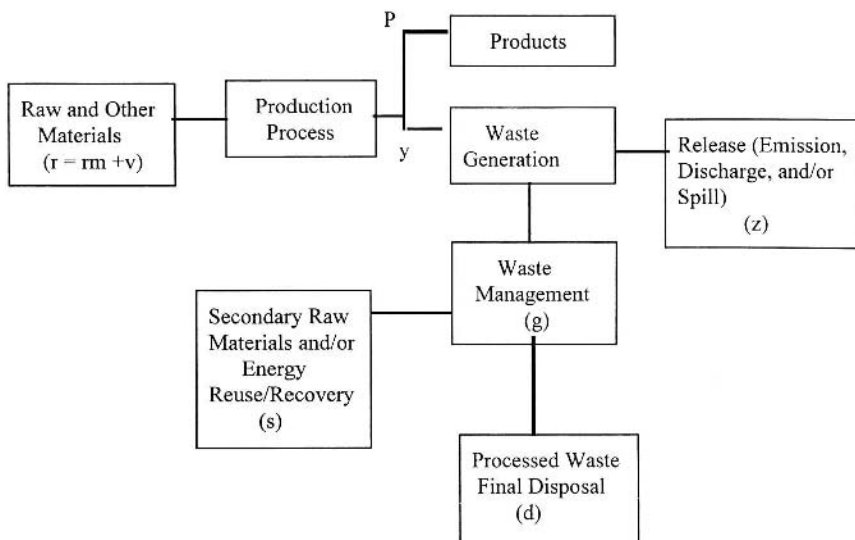 P
Products
Raw and Other
Materials
(r = rm +v)
Production
Process
y
Waste
Generation
Release (Emission,
Discharge, and/or
Spill)
(z)
Waste
Management
(g)
Secondary Raw
Materials and/or
Energy
Reuse/Recovery
(s)
Processed Waste
Final Disposal
(d)